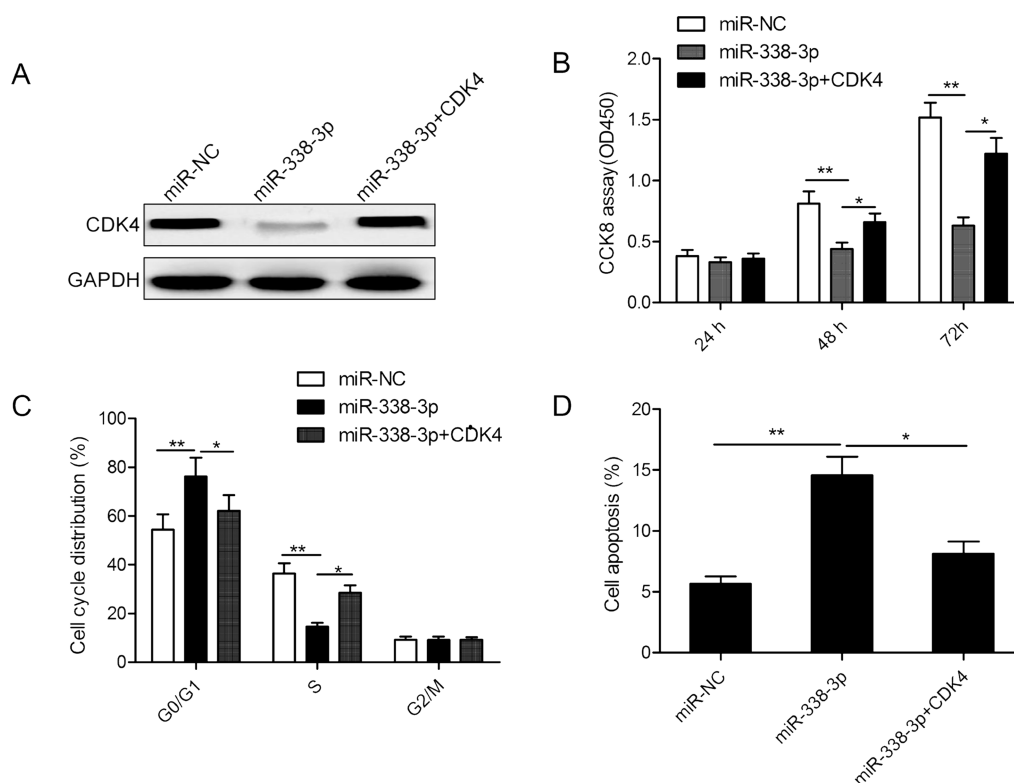 A
miR-NC
miR-338-3p
miR-338-3p+CDK4
CDK4
GAPDH
B
miR-NC
miR-338-3p
miR-338-3p+CDK4
CCK8 assay(OD450)
2.0
1.5
1.0
0.5
0.0
**
*
**
*
24 h
48 h
72h
C
miR-NC
miR-338-3p
miR-338-3p+CDK4
Cell cycle distribution (%)
100
80
60
40
20
0
**
*
**
*
G0/G1
S
G2/M
D
Cell apoptosis (%)
20
15
10
5
0
**
*
miR-NC
miR-338-3p
miR-338-3p+CDK4